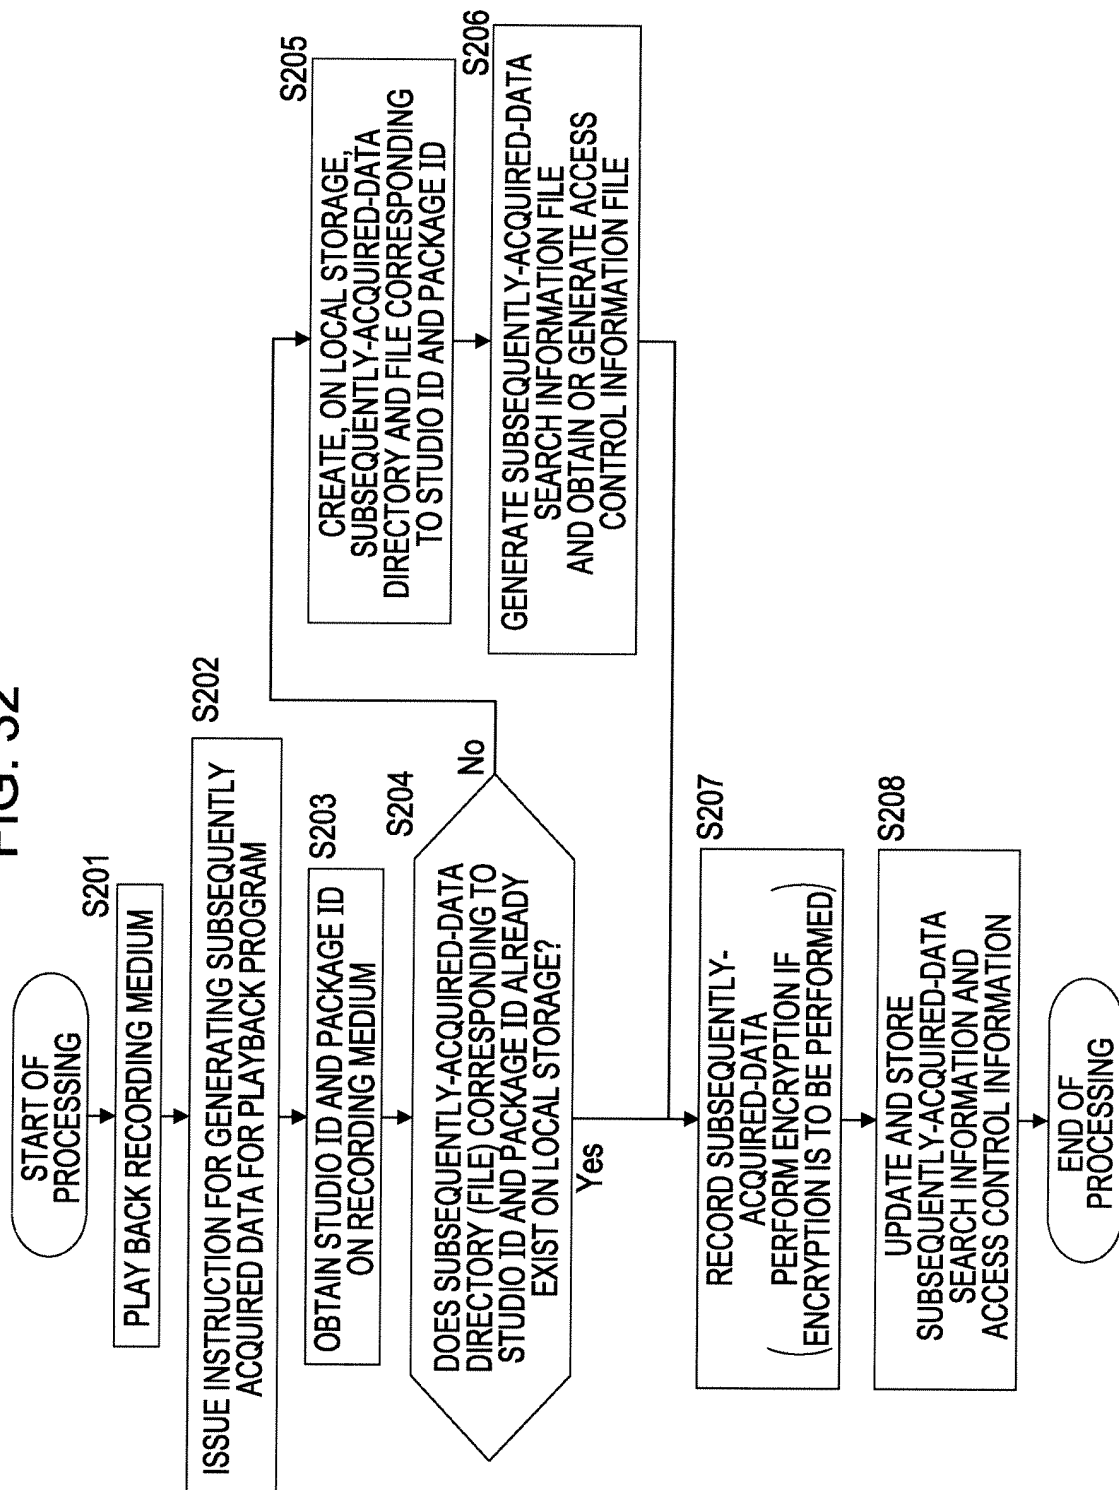 FIG. 32
START OF
PROCESSING
S201
PLAY BACK RECORDING MEDIUM
S202
ISSUE INSTRUCTION FOR GENERATING SUBSEQUENTLY
ACQUIRED DATA FOR PLAYBACK PROGRAM
S203
OBTAIN STUDIO ID AND PACKAGE ID
ON RECORDING MEDIUM
S204
DOES SUBSEQUENTLY-ACQUIRED-DATA
DIRECTORY (FILE) CORRESPONDING TO
STUDIO ID AND PACKAGE ID ALREADY
EXIST ON LOCAL STORAGE?
No
Yes
S205
CREATE, ON LOCAL STORAGE,
SUBSEQUENTLY-ACQUIRED-DATA
DIRECTORY AND FILE CORRESPONDING
TO STUDIO ID AND PACKAGE ID
S206
GENERATE SUBSEQUENTLY-ACQUIRED-DATA
SEARCH INFORMATION FILE
AND OBTAIN OR GENERATE ACCESS
CONTROL INFORMATION FILE
S207
RECORD SUBSEQUENTLY-
ACQUIRED-DATA
(PERFORM ENCRYPTION IF
ENCRYPTION IS TO BE PERFORMED)
S208
UPDATE AND STORE
SUBSEQUENTLY-ACQUIRED-DATA
SEARCH INFORMATION AND
ACCESS CONTROL INFORMATION
END OF
PROCESSING